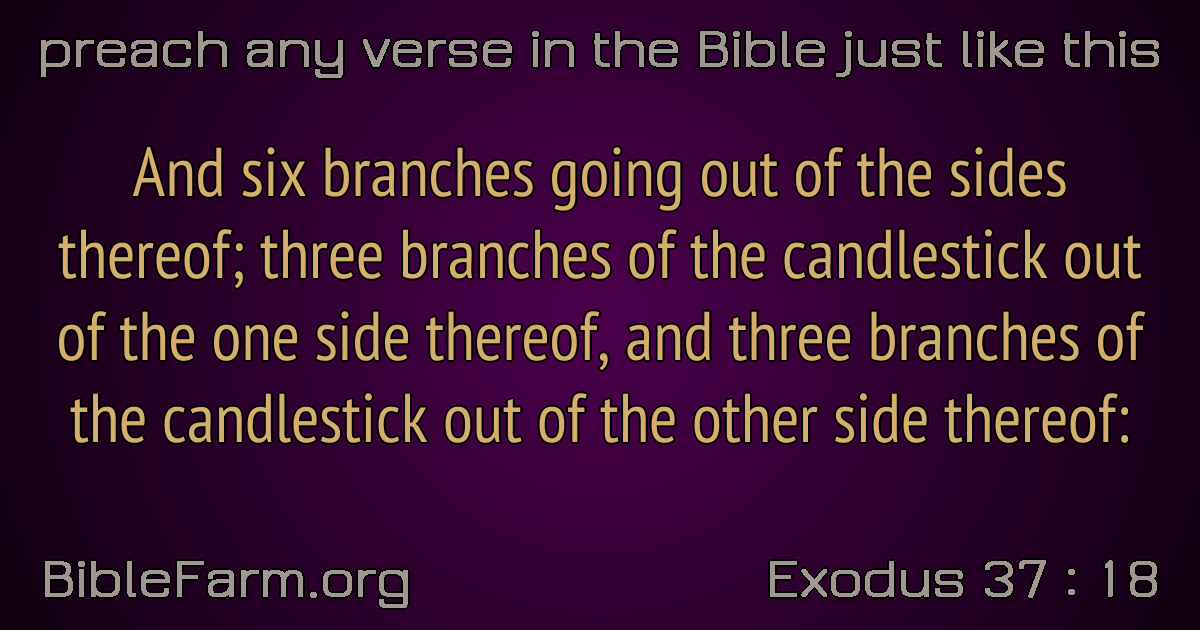 preach any verse in the Bible just like this
And six branches going out of the sides
thereof; three branches of the candlestick out
of the one side thereof, and three branches of
the candlestick out of the other side thereof:
BibleFarm.org
Exodus 37 : 18